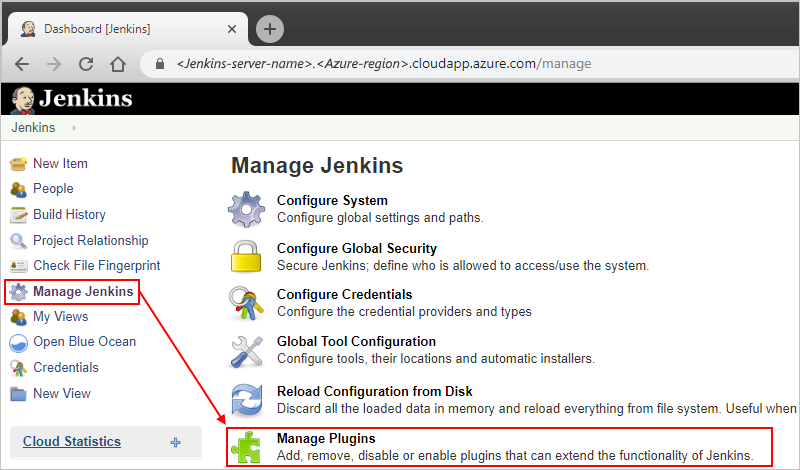 Dashboard [Jenkins]
<Jenkins-server-name>.<Azure-region>.cloudapp.azure.com/manage
Jenkins
Jenkins
New Item
People
Build History
Project Relationship
Check File Fingerprint
Manage Jenkins
My Views
Open Blue Ocean
Credentials
New View
Cloud Statistics
Manage Jenkins
Configure System
Configure global settings and paths.
Configure Global Security
Secure Jenkins; define who is allowed to access/use the system.
Configure Credentials
Configure the credential providers and types
Global Tool Configuration
Configure tools, their locations and automatic installers.
Reload Configuration from Disk
Discard all the loaded data in memory and reload everything from file system. Useful when
Manage Plugins
Add, remove, disable or enable plugins that can extend the functionality of Jenkins.